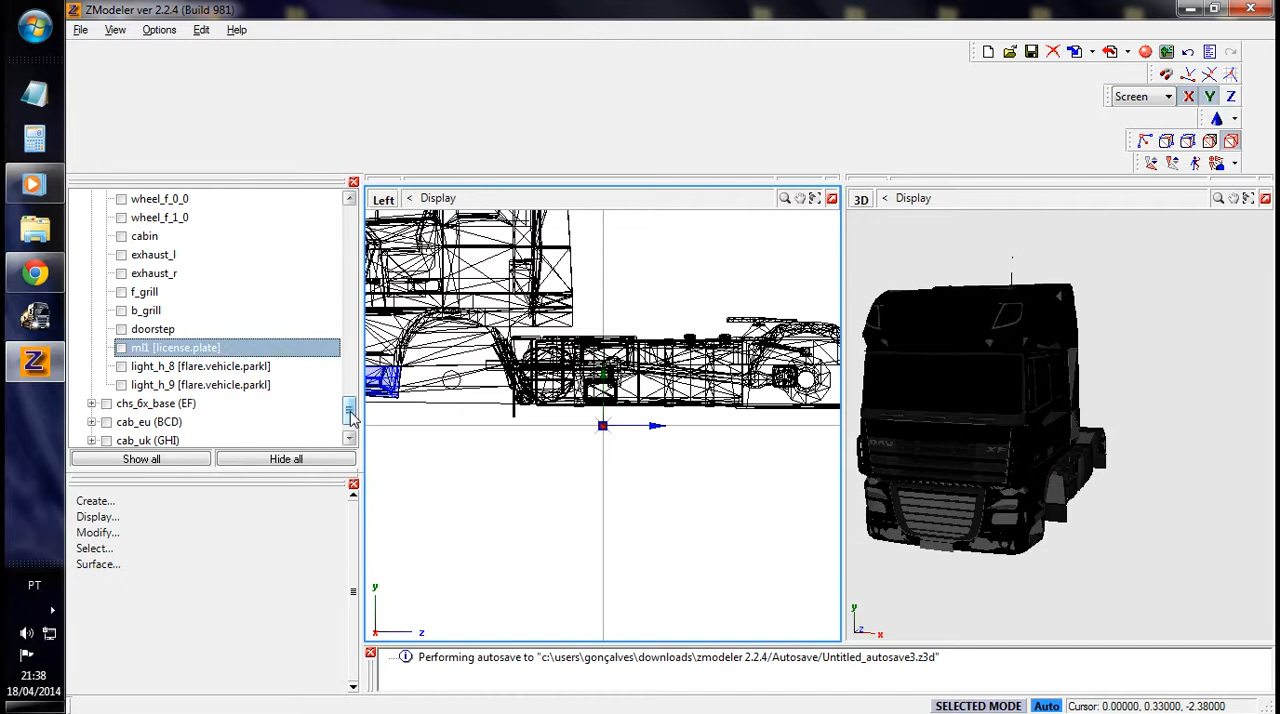 ZModeler ver 2.2.4 (Build 981)
File View Options Edit Help
Screen X Y Z
wheel_f_0_0
wheel_f_1_0
cabin
exhaust_l
exhaust_r
f_grill
b_grill
doorstep
ml1 [license.plate]
light_h_8 [flare.vehicle.parkl]
light_h_9 [flare.vehicle.parkl]
chs_6x_base (EF)
cab_eu (BCD)
cab_uk (GHI)
Show all Hide all
Create...
Display...
Modify...
Select...
Surface...
Left < Display
y
x z
3D < Display
DAF XF
y
z x
Performing autosave to "c:\users\gonçalves\downloads\zmodeler 2.2.4/Autosave/Untitled_autosave3.z3d"
SELECTED MODE Auto Cursor: 0.00000, 0.33000, -2.38000
PT
21:38
18/04/2014